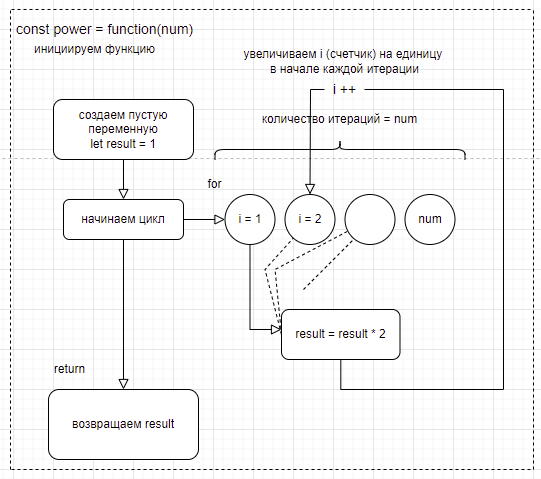 const power = function(num)
инициируем функцию
увеличиваем i (счетчик) на единицу
в начале каждой итерации
i ++
создаем пустую
переменную
let result = 1
количество итераций = num
for
начинаем цикл
i = 1
i = 2
num
result = result * 2
return
возвращаем result